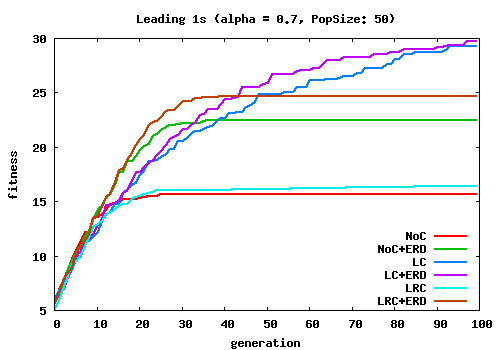 Leading 1s (alpha = 0.7, PopSize: 50)
30
25
20
15
10
5
fitness
NoC
NoC+ERD
LC
LC+ERD
LRC
LRC+ERD
0 10 20 30 40 50 60 70 80 90 100
generation